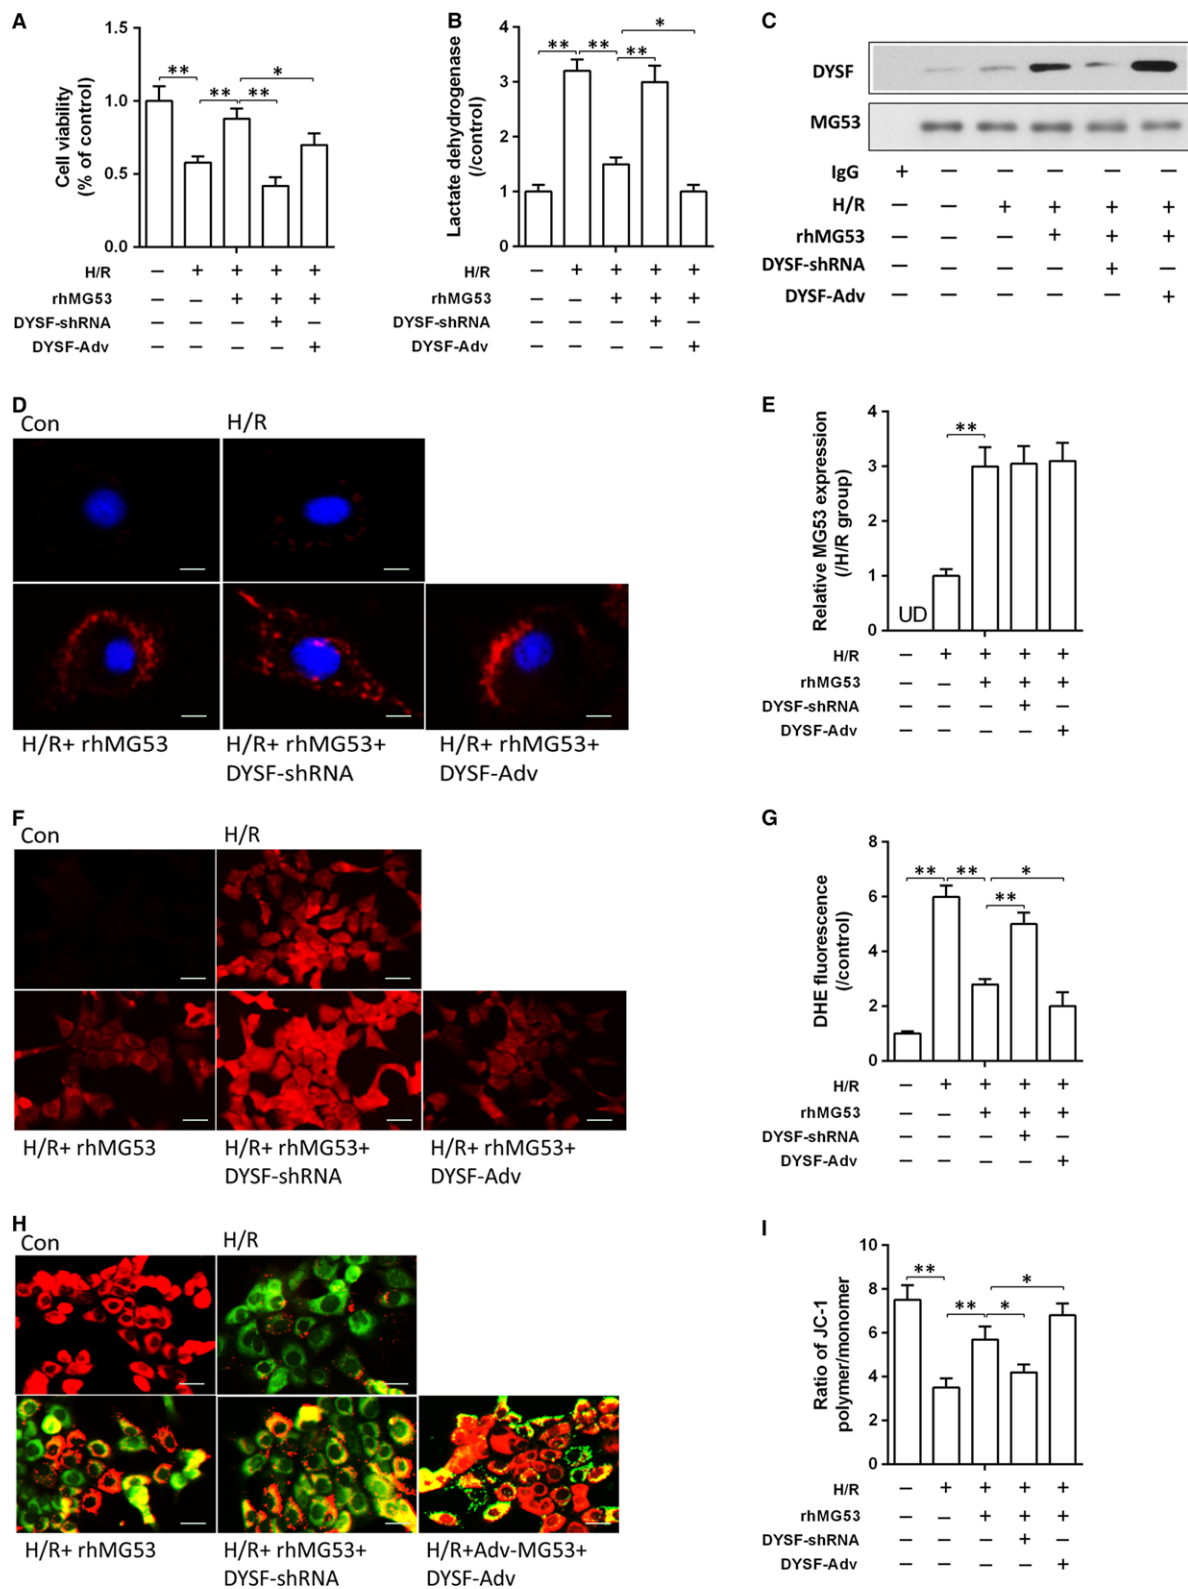 A
Cell viability
(% of control)
1.5
1.0
0.5
0.0
** ** ** *
H/R – + + + +
rhMG53 – – + + +
DYSF-shRNA – – – + –
DYSF-Adv – – – – +
B
Lactate dehydrogenase
(/control)
4
3
2
1
0
** ** ** *
H/R – + + + +
rhMG53 – – + + +
DYSF-shRNA – – – + –
DYSF-Adv – – – – +
C
DYSF
MG53
IgG + – – – – –
H/R – – + + + +
rhMG53 – – – + + +
DYSF-shRNA – – – – + –
DYSF-Adv – – – – – +
D
Con H/R
H/R+ rhMG53 H/R+ rhMG53+ H/R+ rhMG53+
DYSF-shRNA DYSF-Adv
E
Relative MG53 expression
(/H/R group)
4
3
2
1
0
UD
**
H/R – + + + +
rhMG53 – – + + +
DYSF-shRNA – – – + –
DYSF-Adv – – – – +
F
Con H/R
H/R+ rhMG53 H/R+ rhMG53+ H/R+ rhMG53+
DYSF-shRNA DYSF-Adv
G
DHE fluorescence
(/control)
8
6
4
2
0
** ** ** *
H/R – + + + +
rhMG53 – – + + +
DYSF-shRNA – – – + –
DYSF-Adv – – – – +
H
Con H/R
H/R+ rhMG53 H/R+ rhMG53+ H/R+Adv-MG53+
DYSF-shRNA DYSF-Adv
I
Ratio of JC-1
polymer/monomer
10
8
6
4
2
0
** ** * *
H/R – + + + +
rhMG53 – – + + +
DYSF-shRNA – – – + –
DYSF-Adv – – – – +